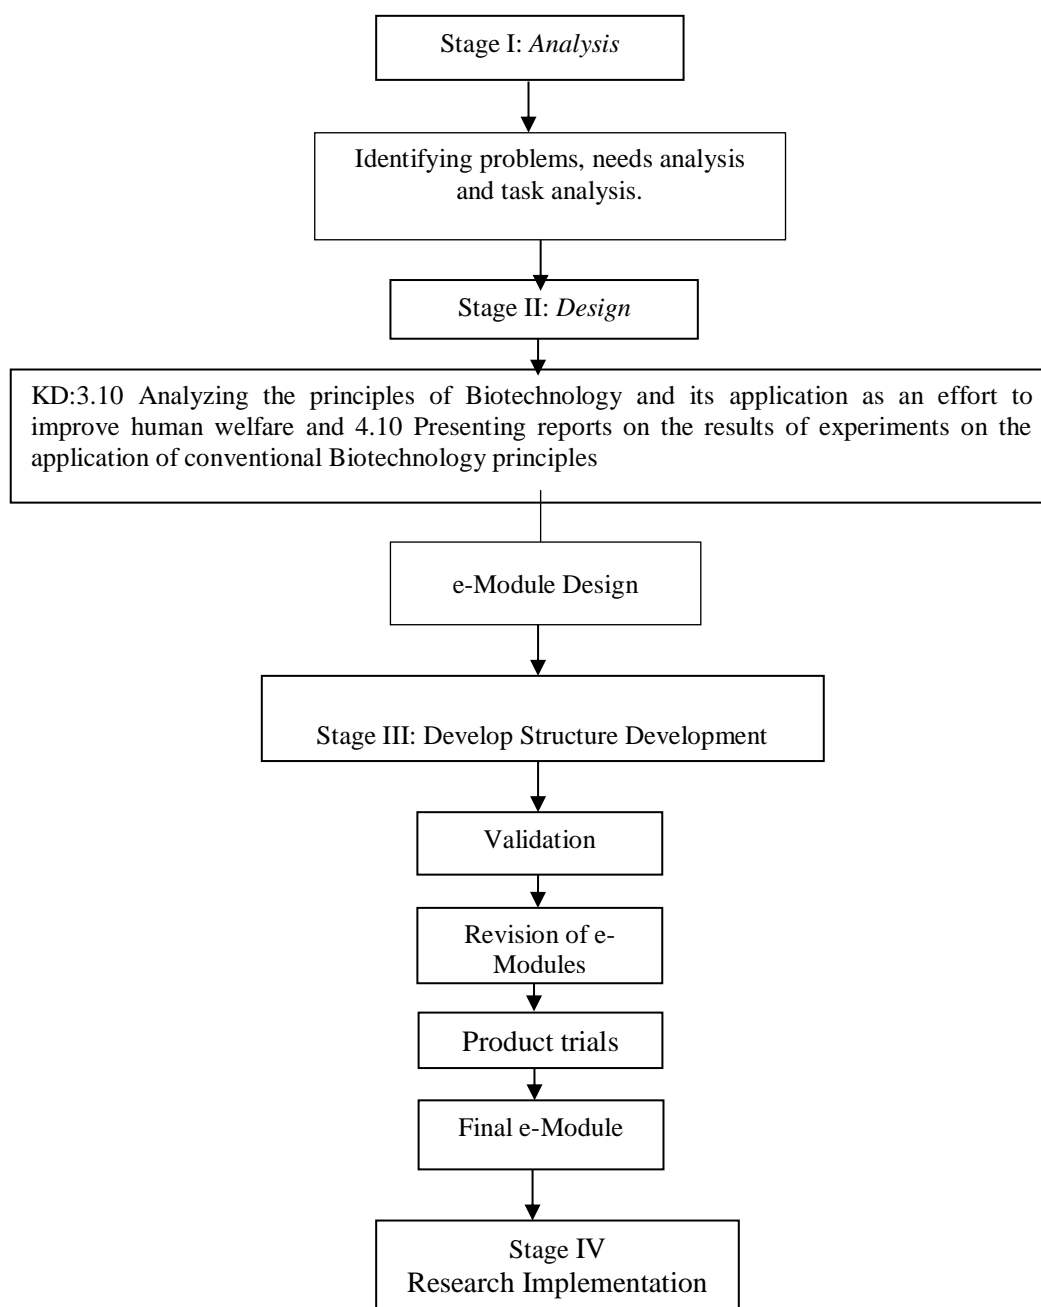 Stage I: Analysis
Identifying problems, needs analysis
and task analysis.
Stage II: Design
KD:3.10 Analyzing the principles of Biotechnology and its application as an effort to
improve human welfare and 4.10 Presenting reports on the results of experiments on the
application of conventional Biotechnology principles
e-Module Design
Stage III: Develop Structure Development
Validation
Revision of e-
Modules
Product trials
Final e-Module
Stage IV
Research Implementation